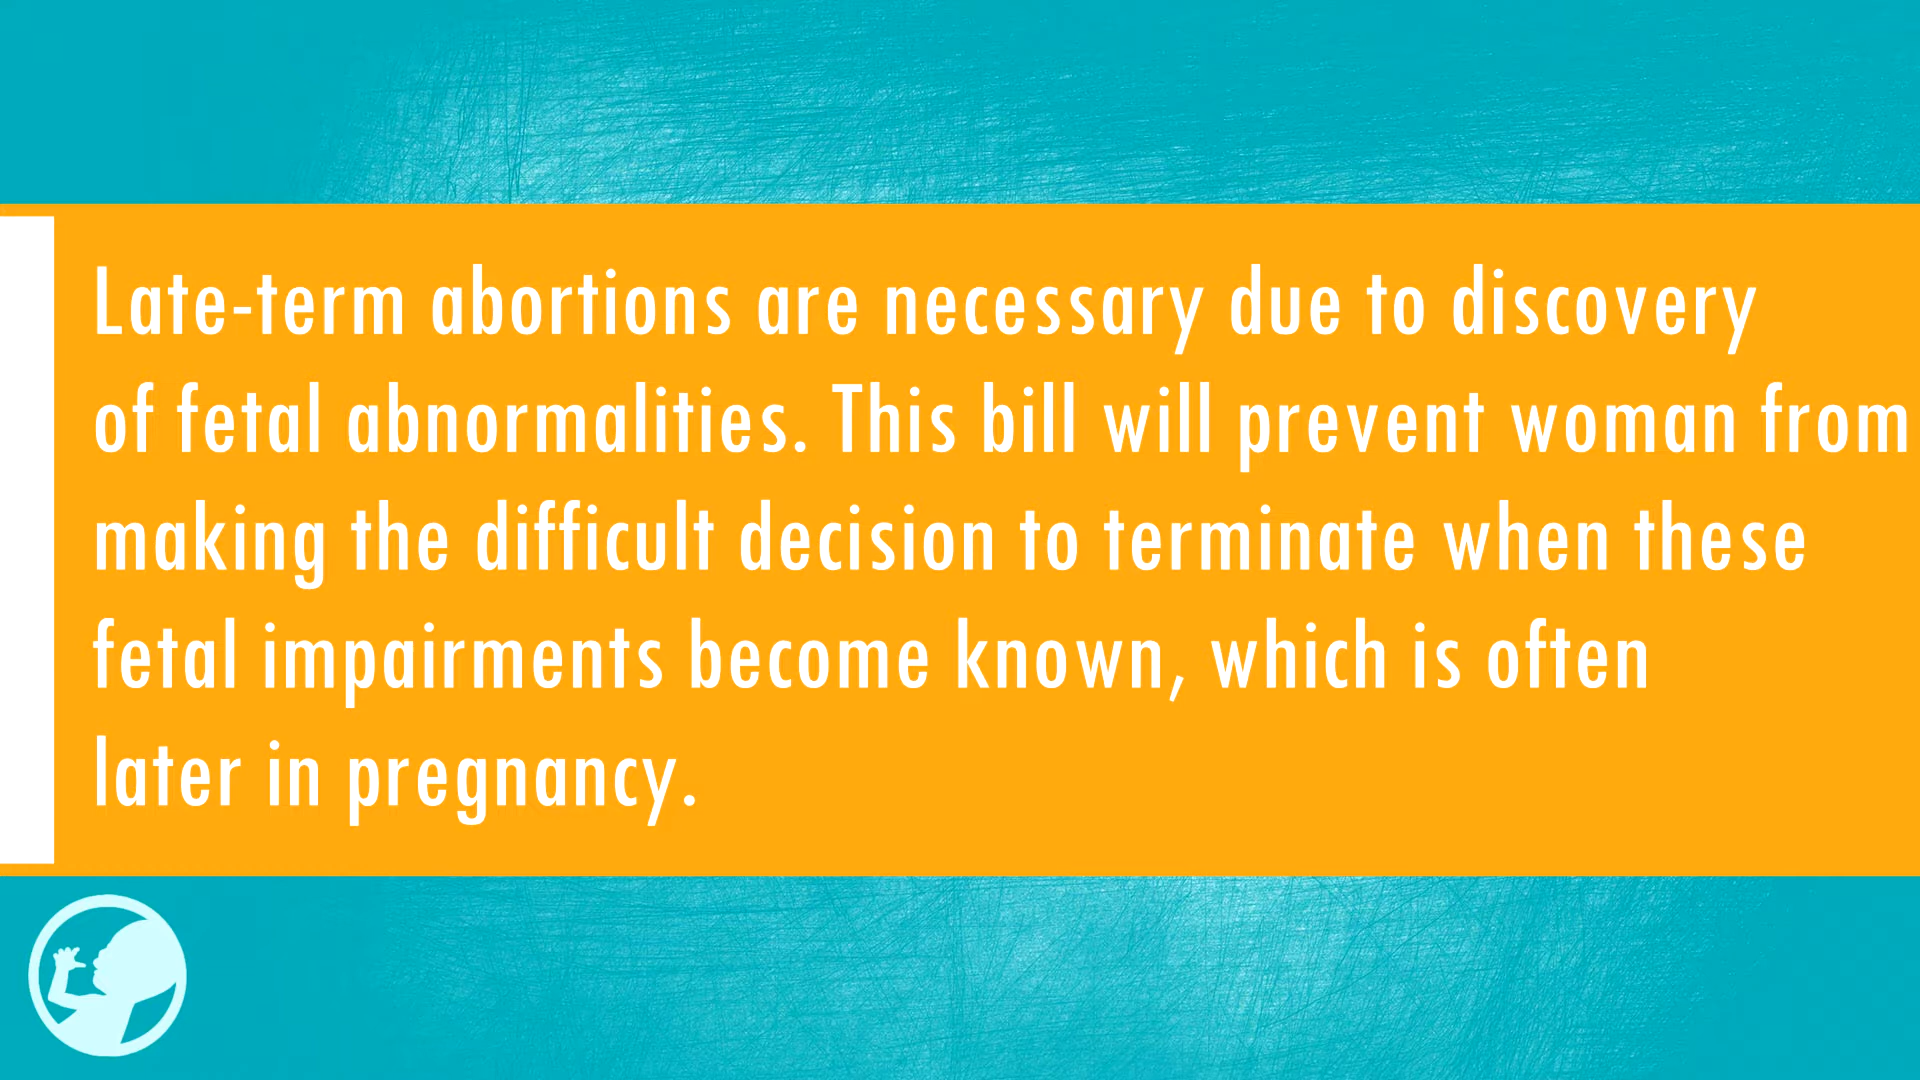 Late-term abortions are necessary due to discovery
of fetal abnormalities. This bill will prevent woman from
making the difficult decision to terminate when these
fetal impairments become known, which is often
later in pregnancy.